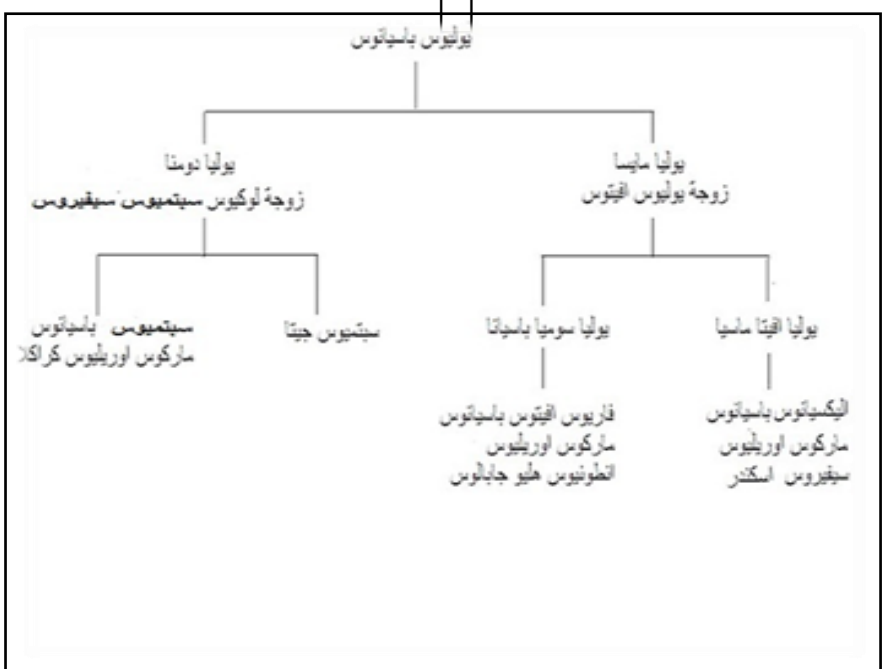 يوليوس باسيانوس
يوليا دومنا
زوجة لوكيوس سبتميوس سيفيروس
يوليا مايسا
زوجة يوليوس افيتوس
سبتميوس باسيانوس
ماركوس اوريليوس كراكلا
سبتميوس جيتا
يوليا سوميا باسيانا
يوليا افيتا ماسيا
فاريوس افيتوس باسيانوس
ماركوس اوريليوس
انطونيوس هليو جابالوس
اليكسيانوس باسيانوس
ماركوس اوريليوس
سيفيروس اسكندر